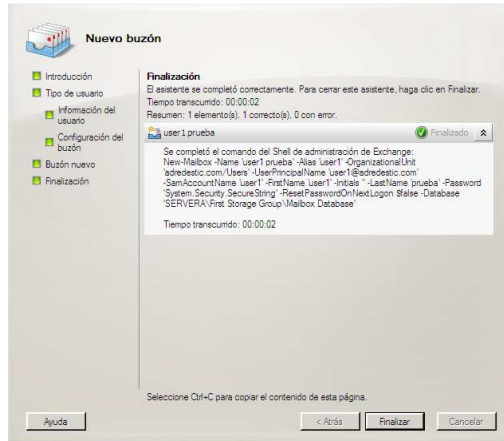 Nuevo buzón
Introducción
Tipo de usuario
Información del
usuario
Configuración del
buzón
Buzón nuevo
Finalización
Finalización
El asistente se completó correctamente. Para cerrar este asistente, haga clic en Finalizar.
Tiempo transcurrido: 00:00:02
Resumen: 1 elemento(s). 1 correcto(s), 0 con error.
user1 prueba
Finalizado
Se completó el comando del Shell de administración de Exchange:
New-Mailbox -Name 'user1 prueba' -Alias 'user1' -OrganizationalUnit
'adredestic.com/Users' -UserPrincipalName 'user1@adredestic.com'
-SamAccountName 'user1' -FirstName 'user1' -Initials '' -LastName 'prueba' -Password
'System.Security.SecureString' -ResetPasswordOnNextLogon $false -Database
'SERVERA\First Storage Group\Mailbox Database'
Tiempo transcurrido: 00:00:02
Seleccione Ctrl+C para copiar el contenido de esta página.
Ayuda
< Atrás
Finalizar
Cancelar